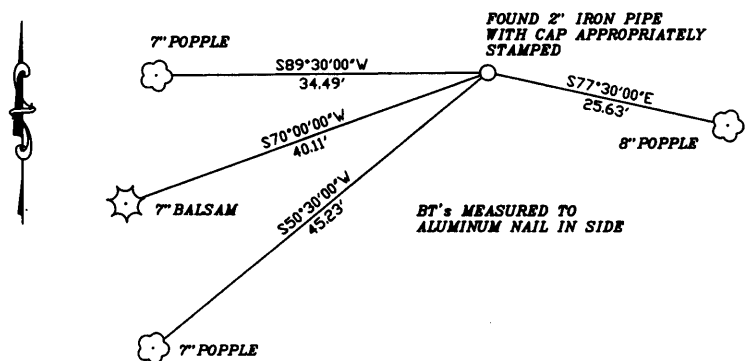 FOUND 2" IRON PIPE
WITH CAP APPROPRIATELY
STAMPED
7" POPPLE
S89°30'00"W
34.49'
S77°30'00"E
25.63'
8" POPPLE
S70°00'00"W
40.11'
7" BALSAM
S50°30'00"W
45.23'
BT's MEASURED TO
ALUMINUM NAIL IN SIDE
7" POPPLE